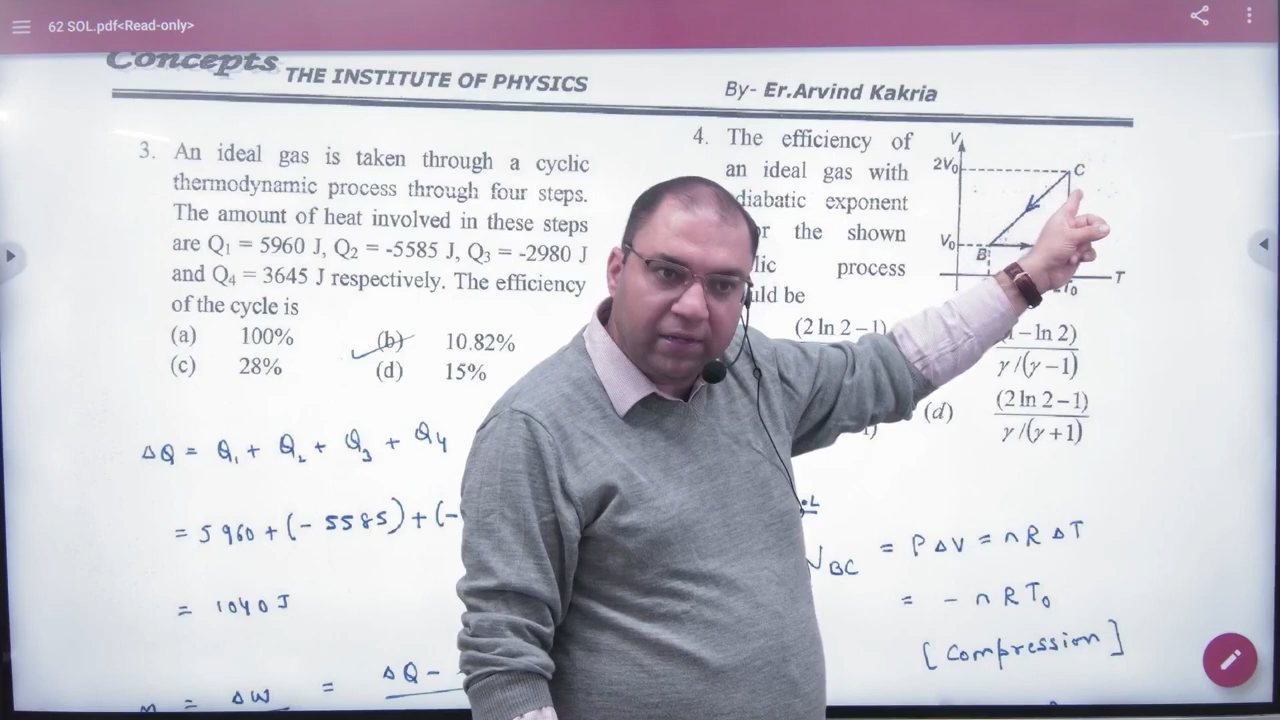 62 SOL.pdf<Read-only>
Concepts THE INSTITUTE OF PHYSICS
By- Er.Arvind Kakria
3. An ideal gas is taken through a cyclic
thermodynamic process through four steps.
The amount of heat involved in these steps
are Q₁ = 5960 J, Q₂ = -5585 J, Q₃ = -2980 J
and Q₄ = 3645 J respectively. The efficiency
of the cycle is
(a) 100% (b) 10.82%
(c) 28% (d) 15%
ΔQ = Q₁ + Q₂ + Q₃ + Q₄
= 5960 + (- 5585) + (-
= 1040 J
= ΔW = ΔQ -
4. The efficiency of
an ideal gas with
diabatic exponent
the shown
process
be
V
2V₀ C
V₀ B
T
(2 ln 2 – 1)
– ln 2)
γ/(γ –1)
(d) (2 ln 2 – 1)
γ/(γ +1)
BC = PΔV = nRΔT
= - nRT₀
[Compression]